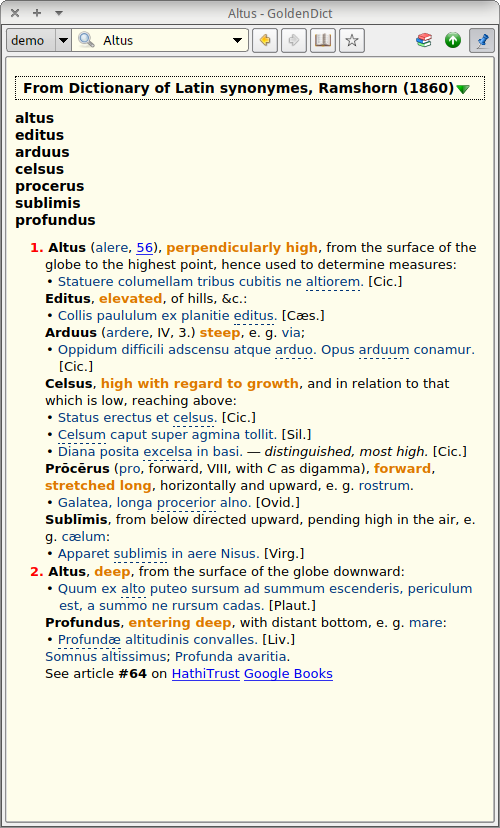 Altus - GoldenDict
demo Altus
From Dictionary of Latin synonymes, Ramshorn (1860)
altus
editus
arduus
celsus
procerus
sublimis
profundus
1. Altus (alere, 56), perpendicularly high, from the surface of the
globe to the highest point, hence used to determine measures:
• Statuere columellam tribus cubitis ne altiorem. [Cic.]
Editus, elevated, of hills, &c.:
• Collis paululum ex planitie editus. [Cæs.]
Arduus (ardere, IV, 3.) steep, e. g. via;
• Oppidum difficili adscensu atque arduo. Opus arduum conamur.
[Cic.]
Celsus, high with regard to growth, and in relation to that
which is low, reaching above:
• Status erectus et celsus. [Cic.]
• Celsum caput super agmina tollit. [Sil.]
• Diana posita excelsa in basi. — distinguished, most high. [Cic.]
Prōcērus (pro, forward, VIII, with C as digamma), forward,
stretched long, horizontally and upward, e. g. rostrum.
• Galatea, longa procerior alno. [Ovid.]
Sublīmis, from below directed upward, pending high in the air, e.
g. cælum:
• Apparet sublimis in aere Nisus. [Virg.]
2. Altus, deep, from the surface of the globe downward:
• Quum ex alto puteo sursum ad summum escenderis, periculum
est, a summo ne rursum cadas. [Plaut.]
Profundus, entering deep, with distant bottom, e. g. mare:
• Profundæ altitudinis convalles. [Liv.]
Somnus altissimus; Profunda avaritia.
See article #64 on HathiTrust Google Books